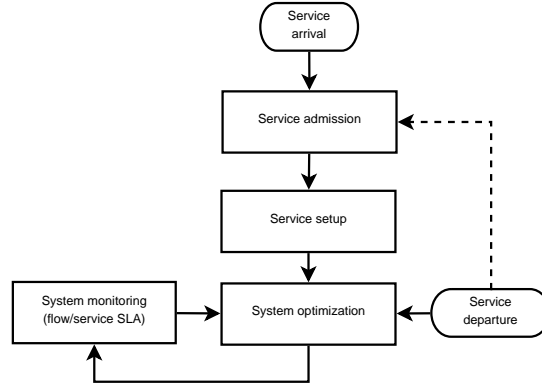 Service
arrival
Service admission
Service setup
System monitoring
(flow/service SLA)
System optimization
Service
departure